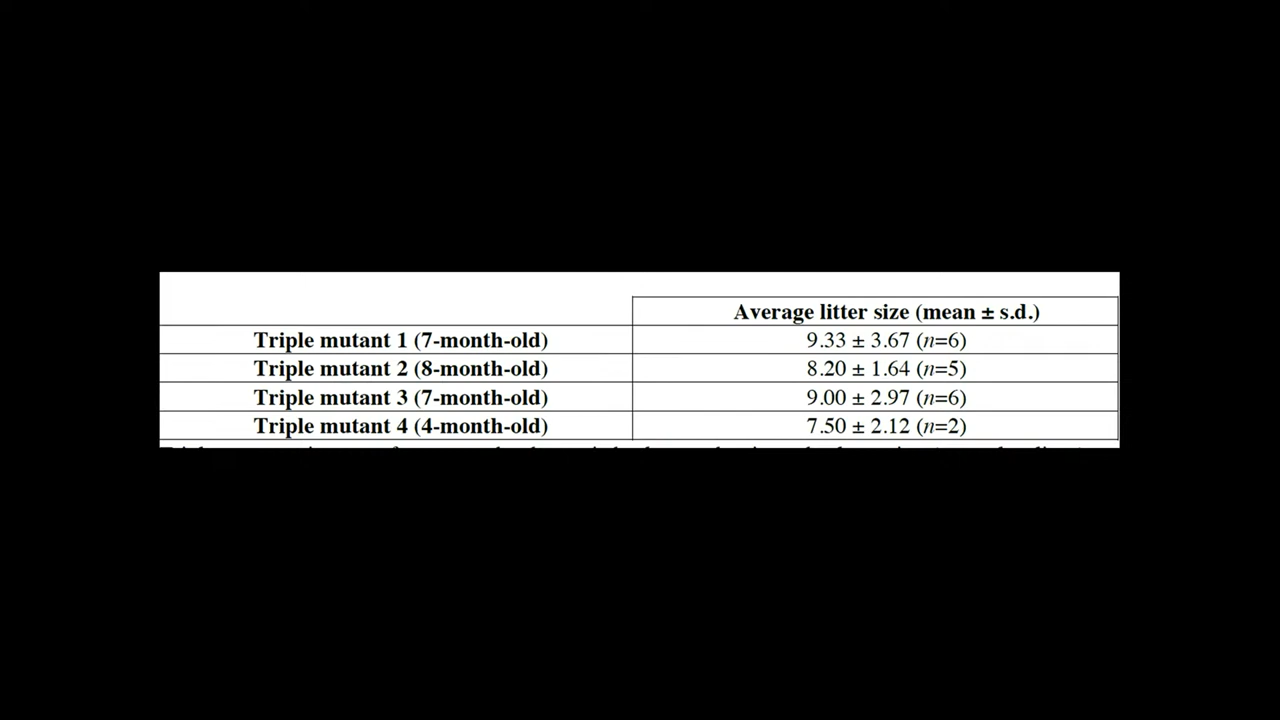 Average litter size (mean ± s.d.)
Triple mutant 1 (7-month-old) 9.33 ± 3.67 (n=6)
Triple mutant 2 (8-month-old) 8.20 ± 1.64 (n=5)
Triple mutant 3 (7-month-old) 9.00 ± 2.97 (n=6)
Triple mutant 4 (4-month-old) 7.50 ± 2.12 (n=2)